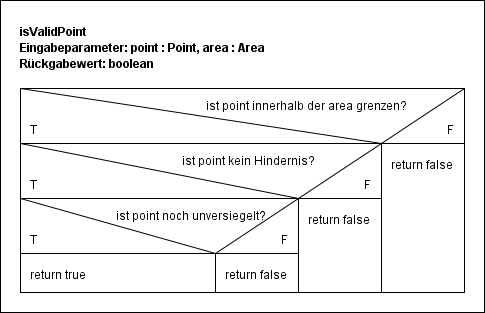 isValidPoint
Eingabeparameter: point : Point, area : Area
Rückgabewert: boolean
ist point innerhalb der area grenzen?
T
F
ist point kein Hindernis?
return false
T
F
ist point noch unversiegelt?
return false
T
F
return true
return false